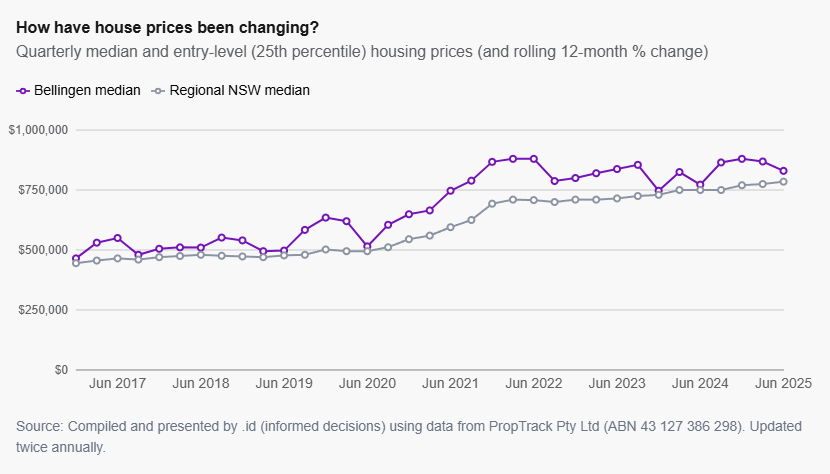 How have house prices been changing?
Quarterly median and entry-level (25th percentile) housing prices (and rolling 12-month % change)
Bellingen median Regional NSW median
$1,000,000
$750,000
$500,000
$250,000
$0
Jun 2017 Jun 2018 Jun 2019 Jun 2020 Jun 2021 Jun 2022 Jun 2023 Jun 2024 Jun 2025
Source: Compiled and presented by .id (informed decisions) using data from PropTrack Pty Ltd (ABN 43 127 386 298). Updated
twice annually.